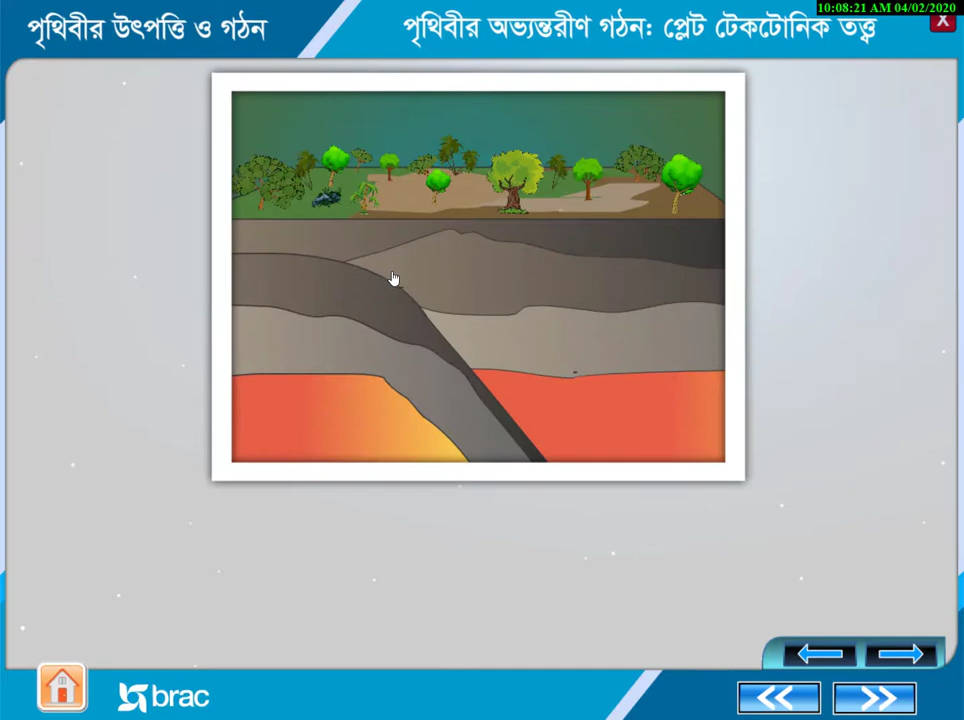 10:08:21 AM 04/02/2020
পৃথিবীর উৎপত্তি ও গঠন
পৃথিবীর অভ্যন্তরীণ গঠন: প্লেট টেকটোনিক তত্ত্ব
X
brac